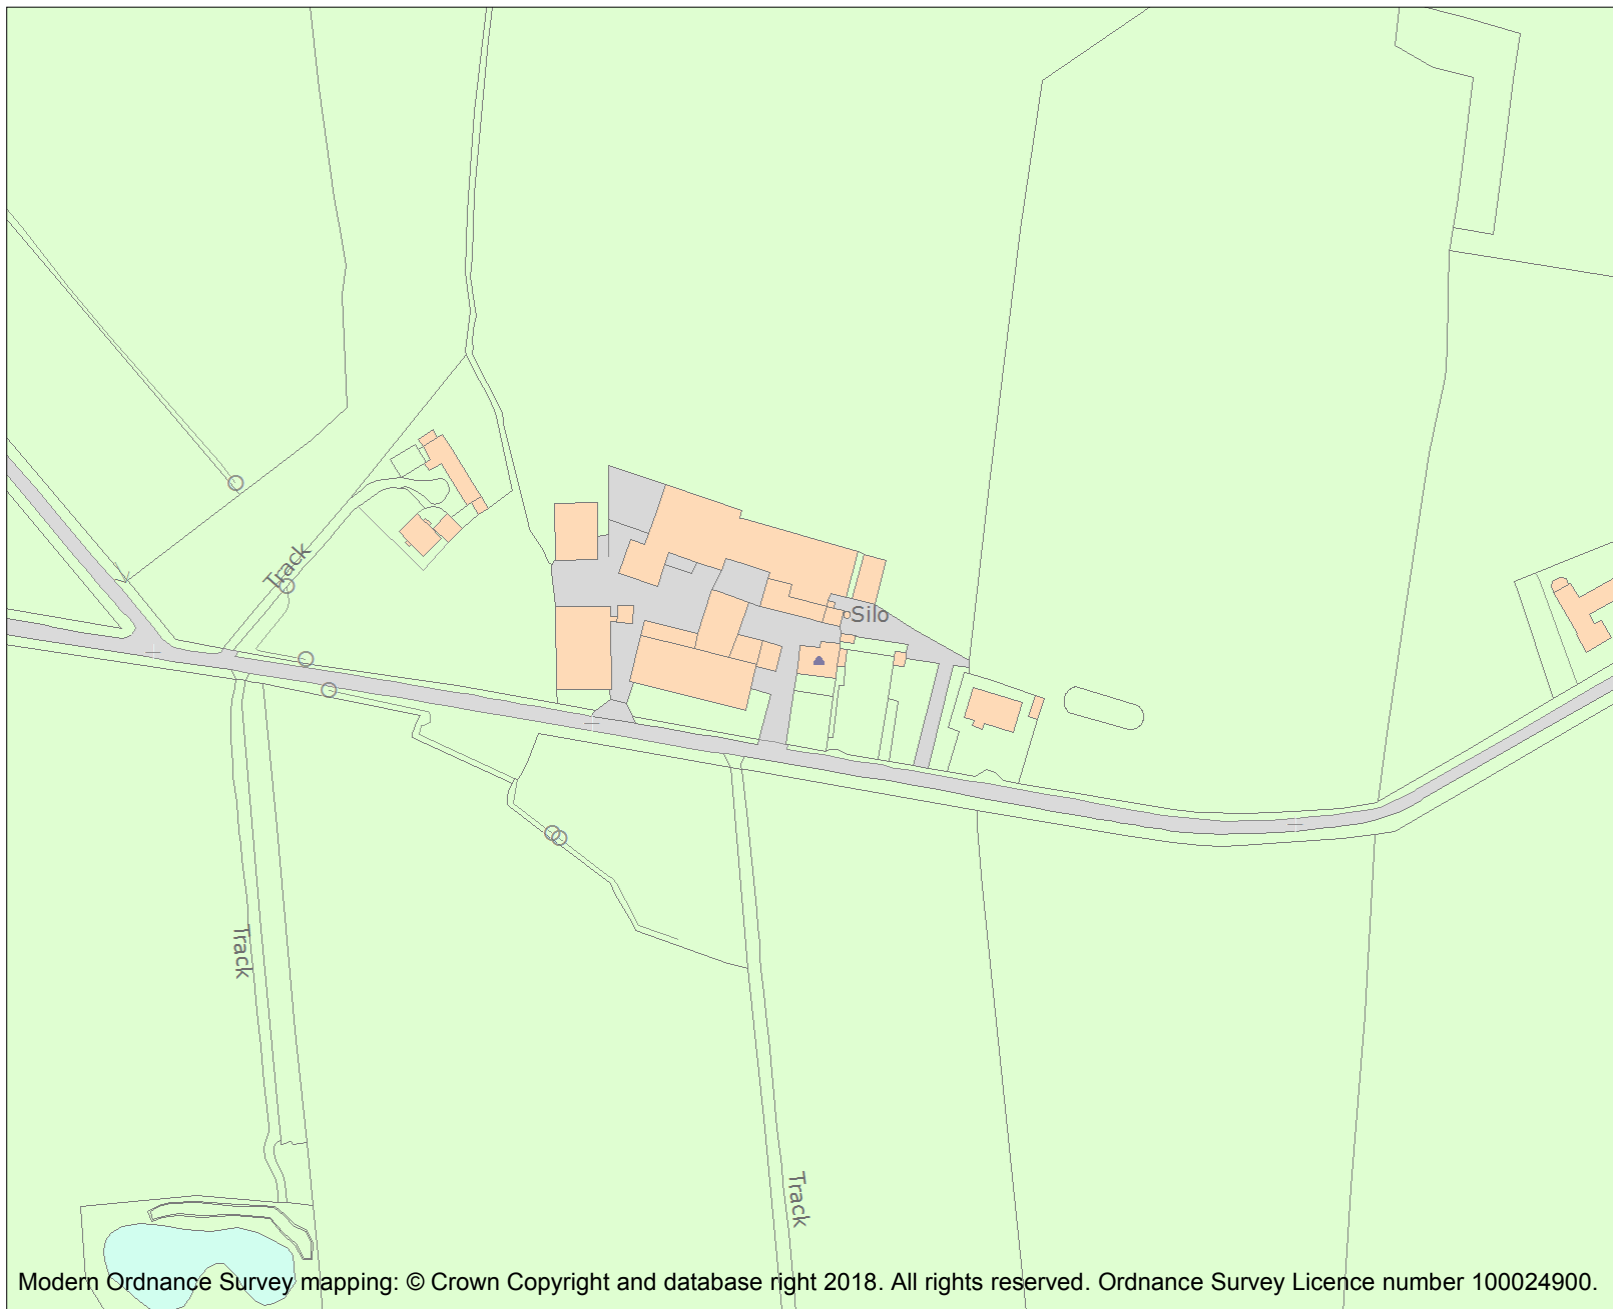 Track
Silo
Track
Track
Modern Ordnance Survey mapping: © Crown Copyright and database right 2018. All rights reserved. Ordnance Survey Licence number 100024900.